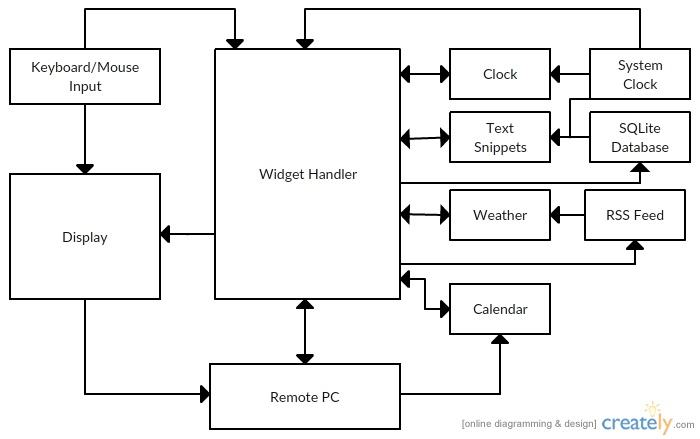 Keyboard/Mouse
Input
Widget Handler
Clock
System
Clock
Text
Snippets
SQLite
Database
Display
Weather
RSS Feed
Calendar
Remote PC
[online diagramming & design] creately.com